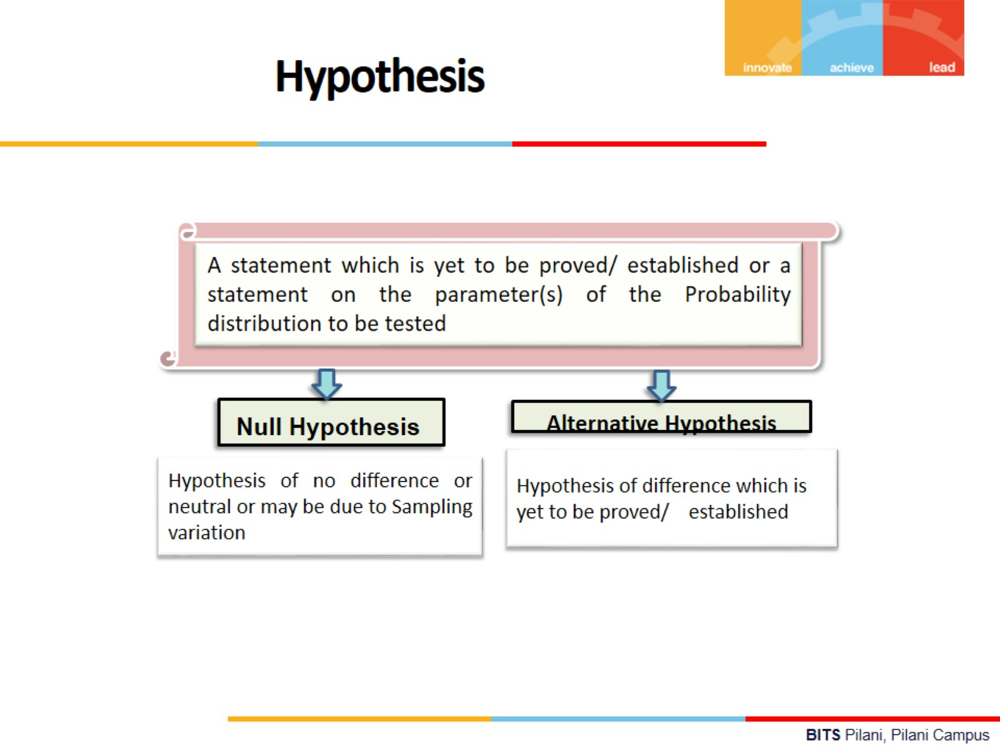 innovate achieve lead
Hypothesis
A statement which is yet to be proved/ established or a
statement on the parameter(s) of the Probability
distribution to be tested
Null Hypothesis
Alternative Hypothesis
Hypothesis of no difference or
neutral or may be due to Sampling
variation
Hypothesis of difference which is
yet to be proved/ established
BITS Pilani, Pilani Campus